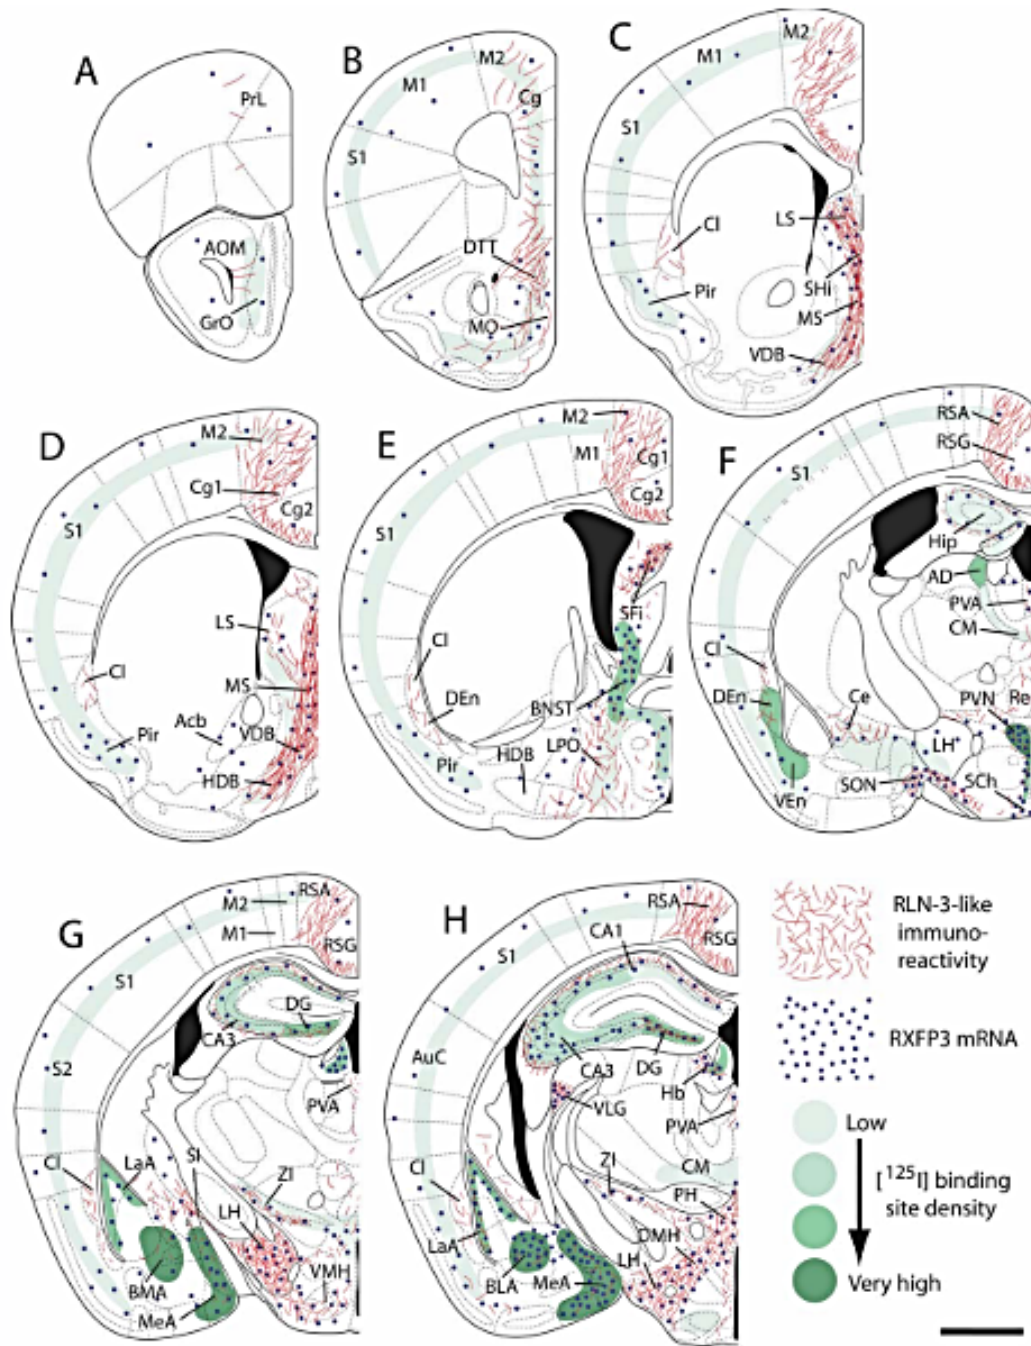 A
PrL
AOM
GrO
B
M2
M1
Cg
S1
DTT
MO
C
M2
M1
S1
Cl
LS
Pir
SHi
MS
VDB
D
M2
Cg1
Cg2
S1
LS
Cl
MS
Acb
VDB
Pir
HDB
E
M2
M1
Cg1
Cg2
S1
SFi
Cl
DEn
BNST
HDB
LPO
Pir
F
RSA
RSG
S1
Hip
AD
PVA
CM
Cl
DEn
Ce
PVN
Re
LH
SON
SCh
VEn
G
RSA
M2
M1
RSG
S1
DG
CA3
S2
PVA
Cl
LaA
SI
ZI
LH
VMH
BMA
MeA
H
RSA
CA1
RSG
S1
AuC
CA3
DG
Hb
VLG
PVA
Cl
ZI
CM
PH
DMH
LaA
LH
BLA
MeA
RLN-3-like
immuno-
reactivity
RXFP3 mRNA
Low
[125I] binding
site density
Very high